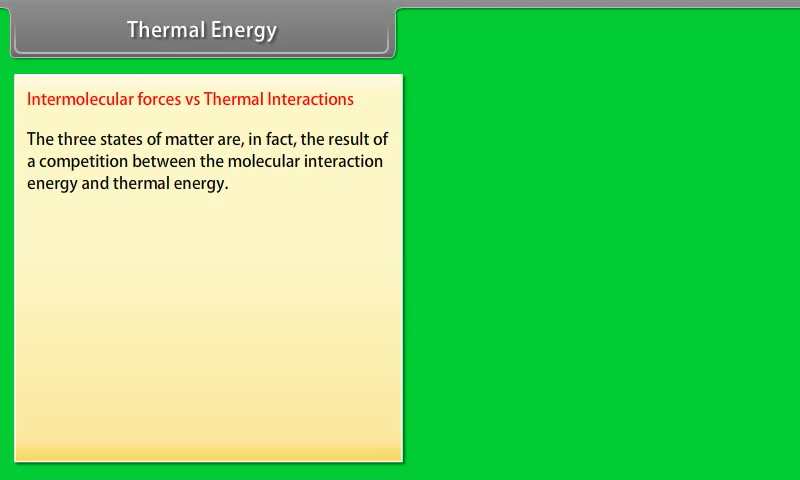 Thermal Energy
Intermolecular forces vs Thermal Interactions
The three states of matter are, in fact, the result of
a competition between the molecular interaction
energy and thermal energy.